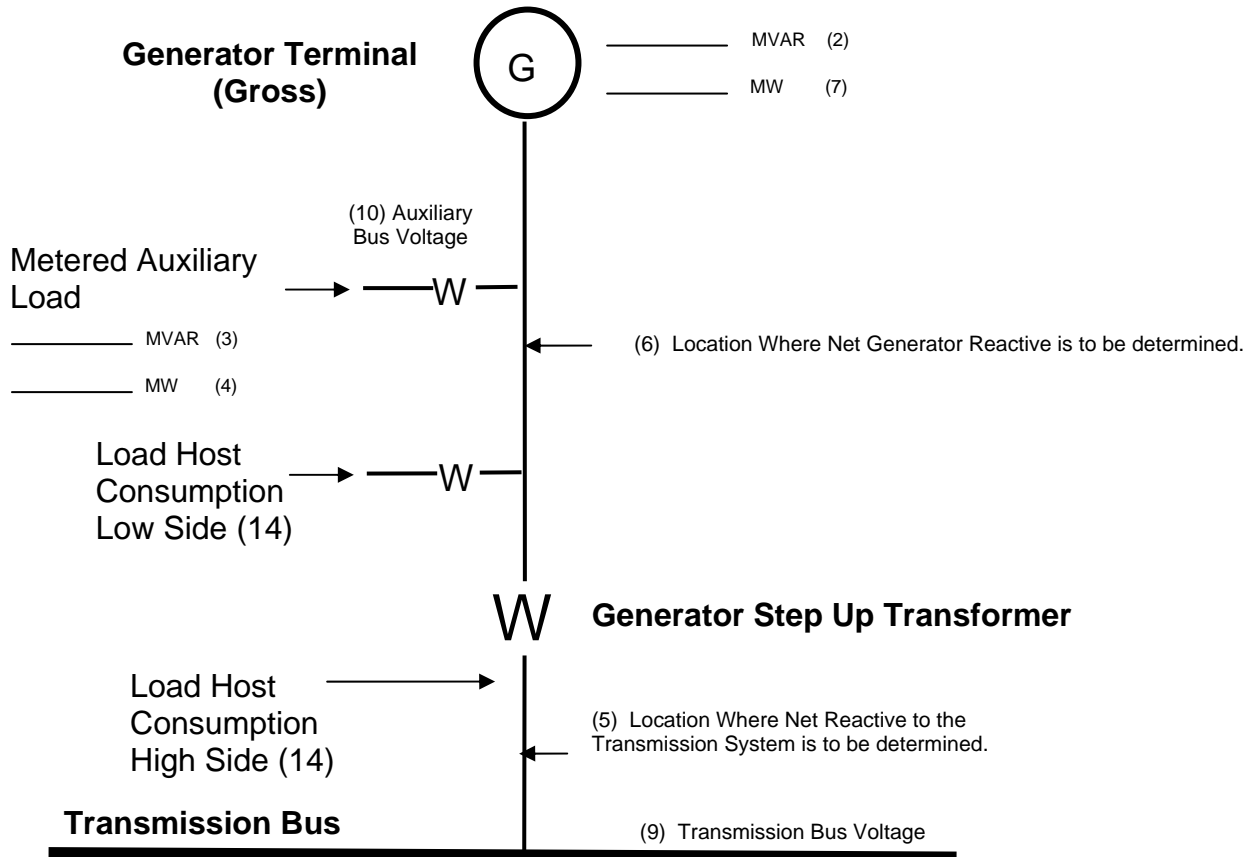 Generator Terminal
(Gross)
G
MVAR (2)
MW (7)
(10) Auxiliary
Bus Voltage
Metered Auxiliary
Load
W
MVAR (3)
MW (4)
(6) Location Where Net Generator Reactive is to be determined.
Load Host
Consumption
Low Side (14)
W
W
Generator Step Up Transformer
Load Host
Consumption
High Side (14)
(5) Location Where Net Reactive to the
Transmission System is to be determined.
Transmission Bus
(9) Transmission Bus Voltage